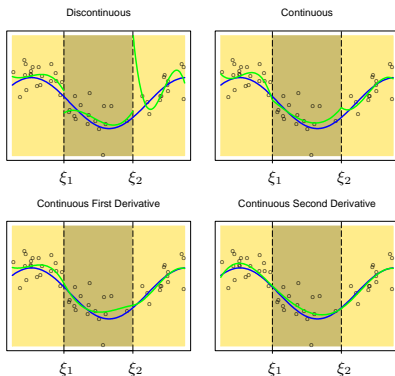 Discontinuous
Continuous
ξ1 ξ2
ξ1 ξ2
Continuous First Derivative
Continuous Second Derivative
ξ1 ξ2
ξ1 ξ2